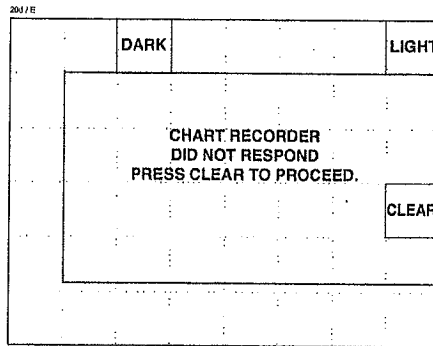 20d / E
DARK
LIGHT
CHART RECORDER
DID NOT RESPOND
PRESS CLEAR TO PROCEED.
CLEAR